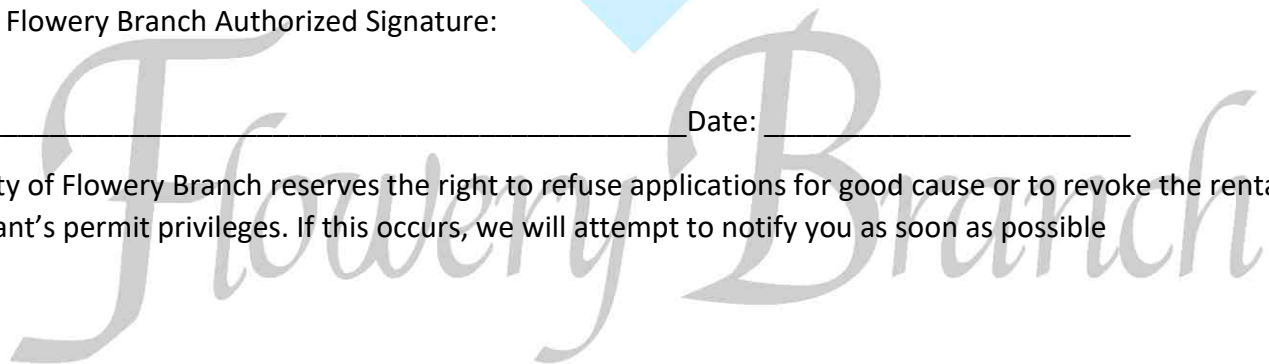 Flowery Branch Authorized Signature:
________________________________________________Date: _________________________
ty of Flowery Branch reserves the right to refuse applications for good cause or to revoke the renta
ant’s permit privileges. If this occurs, we will attempt to notify you as soon as possible
Flowery Branch